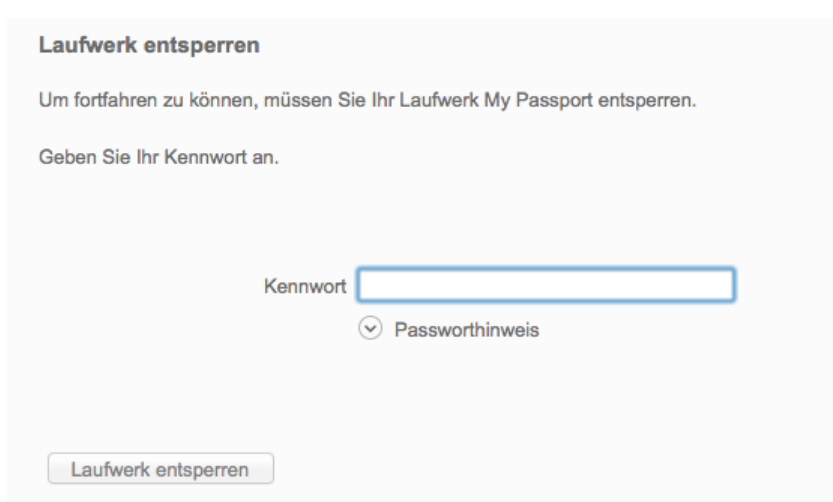 Laufwerk entsperren
Um fortfahren zu können, müssen Sie Ihr Laufwerk My Passport entsperren.
Geben Sie Ihr Kennwort an.
Kennwort
Passworthinweis
Laufwerk entsperren